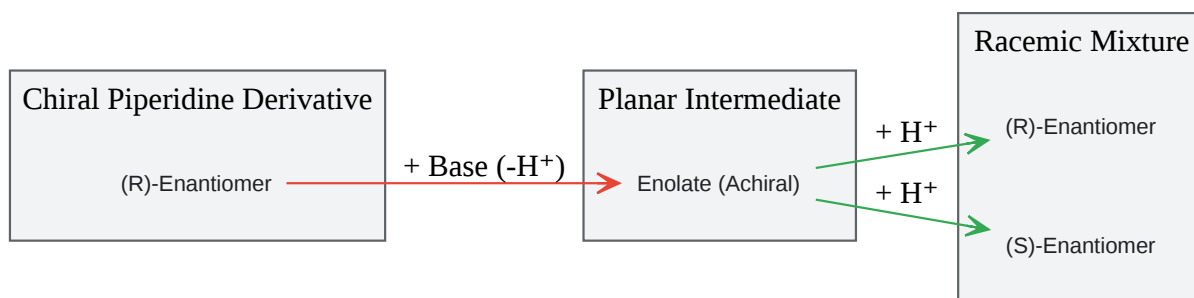 Chiral Piperidine Derivative
(R)-Enantiomer
+ Base (-H⁺)
Planar Intermediate
Enolate (Achiral)
+ H⁺
+ H⁺
Racemic Mixture
(R)-Enantiomer
(S)-Enantiomer